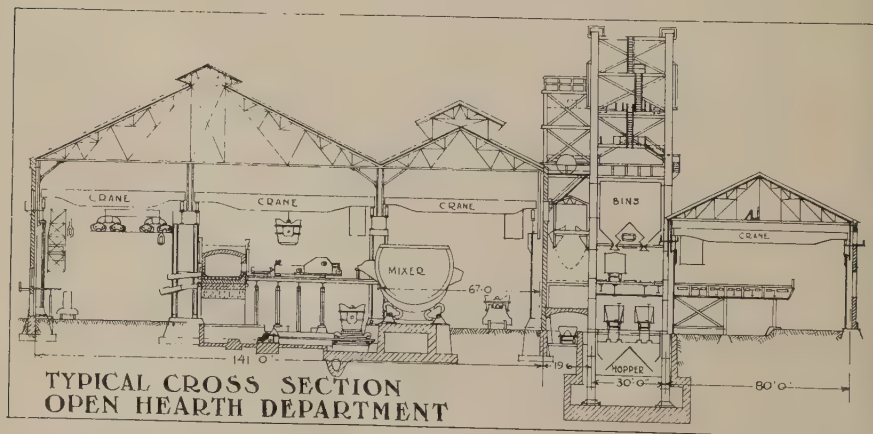 CRANE
CRANE
CRANE
BINS
CRANE
MIXER
67-0
141 0
19 6
HOPPER
30'-0"
80'0"
TYPICAL CROSS SECTION
OPEN HEARTH DEPARTMENT